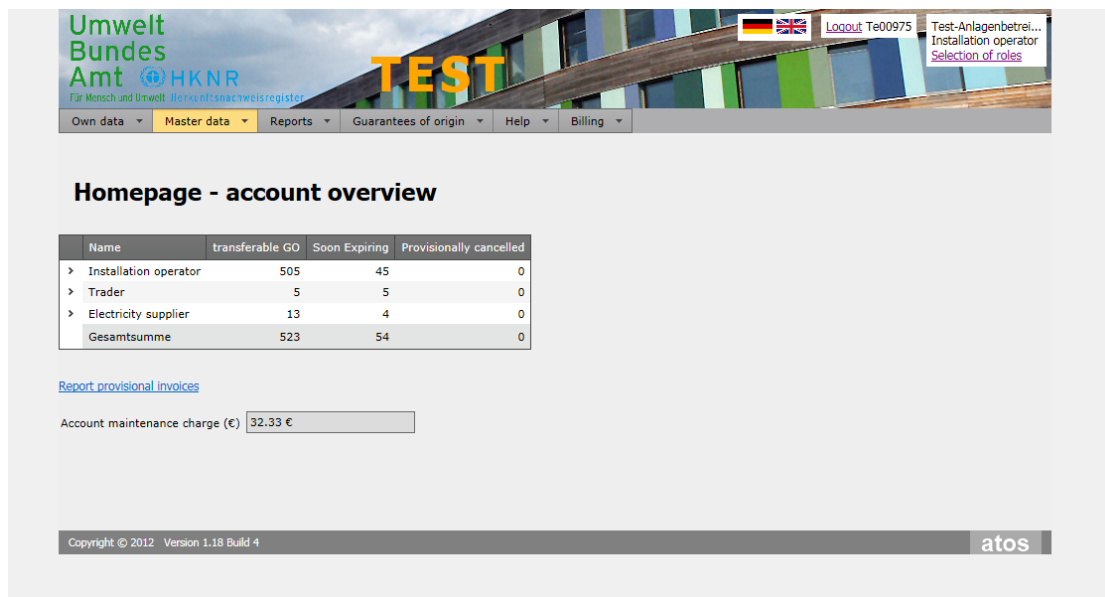 Umwelt
Bundes
Amt HKNR
Für Mensch und Umwelt Herkunftsnachweisregister
TEST
Logout Te00975
Test-Anlagenbetrei...
Installation operator
Selection of roles
Own data Master data Reports Guarantees of origin Help Billing
Homepage - account overview
Name transferable GO Soon Expiring Provisionally cancelled
Installation operator 505 45 0
Trader 5 5 0
Electricity supplier 13 4 0
Gesamtsumme 523 54 0
Report provisional invoices
Account maintenance charge (€) 32.33 €
Copyright © 2012 Version 1.18 Build 4
atos